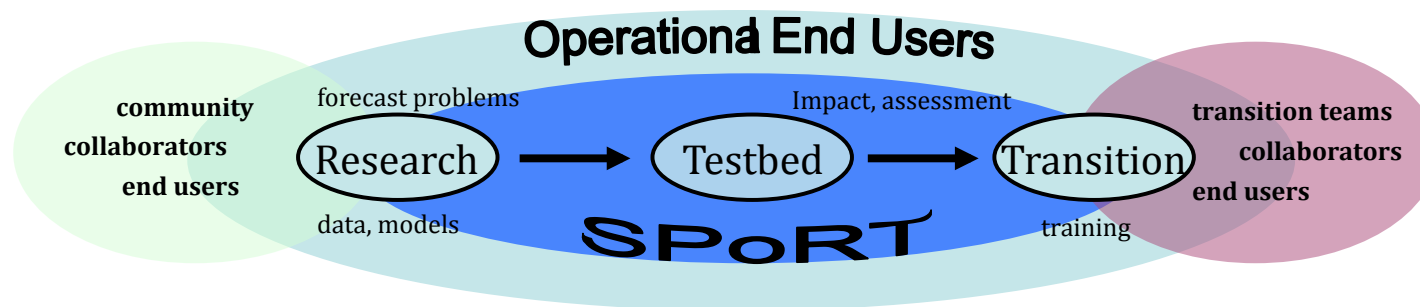 Operational End Users
forecast problems
Impact, assessment
community
collaborators
end users
Research
Testbed
Transition
transition teams
collaborators
end users
data, models
SPoRT
training